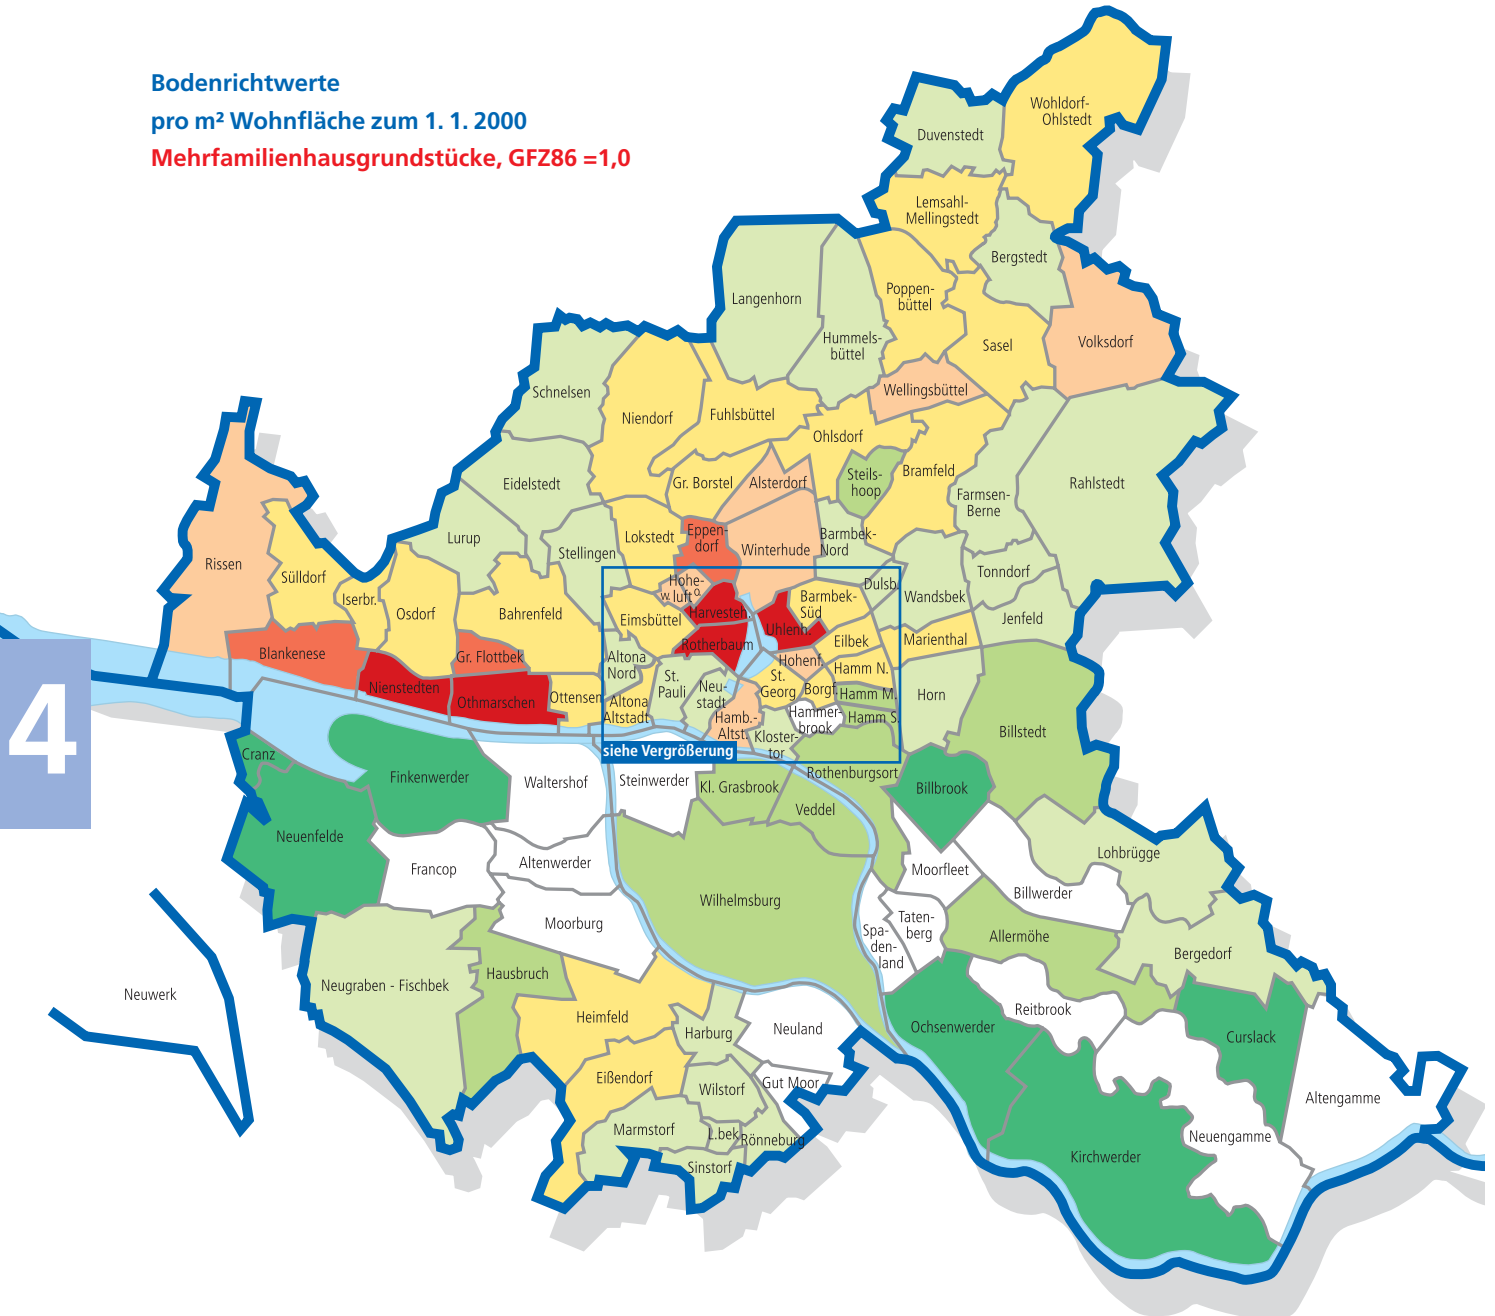 Bodenrichtwerte
pro m² Wohnfläche zum 1. 1. 2000
Mehrfamilienhausgrundstücke, GFZ86 =1,0
Wohldorf-
Ohlstedt
Duvenstedt
Lemsahl-
Mellingstedt
Bergstedt
Poppen-
büttel
Langenhorn
Hummels-
büttel
Sasel
Volksdorf
Wellingsbüttel
Schnelsen
Niendorf
Fuhlsbüttel
Ohlsdorf
Steils-
hoop
Bramfeld
Farmsen-
Berne
Rahlstedt
Eidelstedt
Gr. Borstel
Alsterdorf
Lurup
Stellingen
Lokstedt
Eppen-
dorf
Winterhude
Barmbek-
Nord
Tonndorf
Rissen
Sülldorf
Iserbr.
Osdorf
Bahrenfeld
Hohe-
w.luft o.
Dulsb.
Wandsbek
Jenfeld
Eimsbüttel
Harvesteh.
Barmbek-
Süd
Uhlenh.
Rotherbaum
Eilbek
Marienthal
Blankenese
Gr. Flottbek
Altona
Nord
Hohenf.
Hamm N.
Nienstedten
Othmarschen
Ottensen
St.
Pauli
Neu-
stadt
St.
Georg
Borgf.
Hamm M.
Horn
Altona
Altstadt
Hamb.-
Altst.
Hammer-
brook
Hamm S.
Billstedt
siehe Vergrößerung
Kloster-
tor
4
Cranz
Finkenwerder
Waltershof
Steinwerder
Kl. Grasbrook
Rothenburgsort
Billbrook
Veddel
Neuenfelde
Francop
Altenwerder
Moorfleet
Lohbrügge
Billwerder
Wilhelmsburg
Moorburg
Spa-
den-
land
Taten-
berg
Allermöhe
Bergedorf
Neuwerk
Neugraben - Fischbek
Hausbruch
Heimfeld
Harburg
Neuland
Ochsenwerder
Reitbrook
Curslack
Eißendorf
Wilstorf
Gut Moor
Altengamme
Marmstorf
L.bek
Rönneburg
Neuengamme
Sinstorf
Kirchwerder